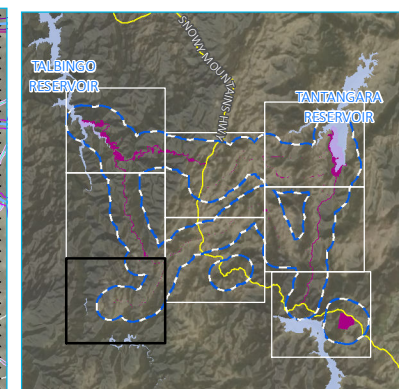 SNOWY MOUNTAINS HWY
TALBINGO
RESERVOIR
TANTANGARA
RESERVOIR